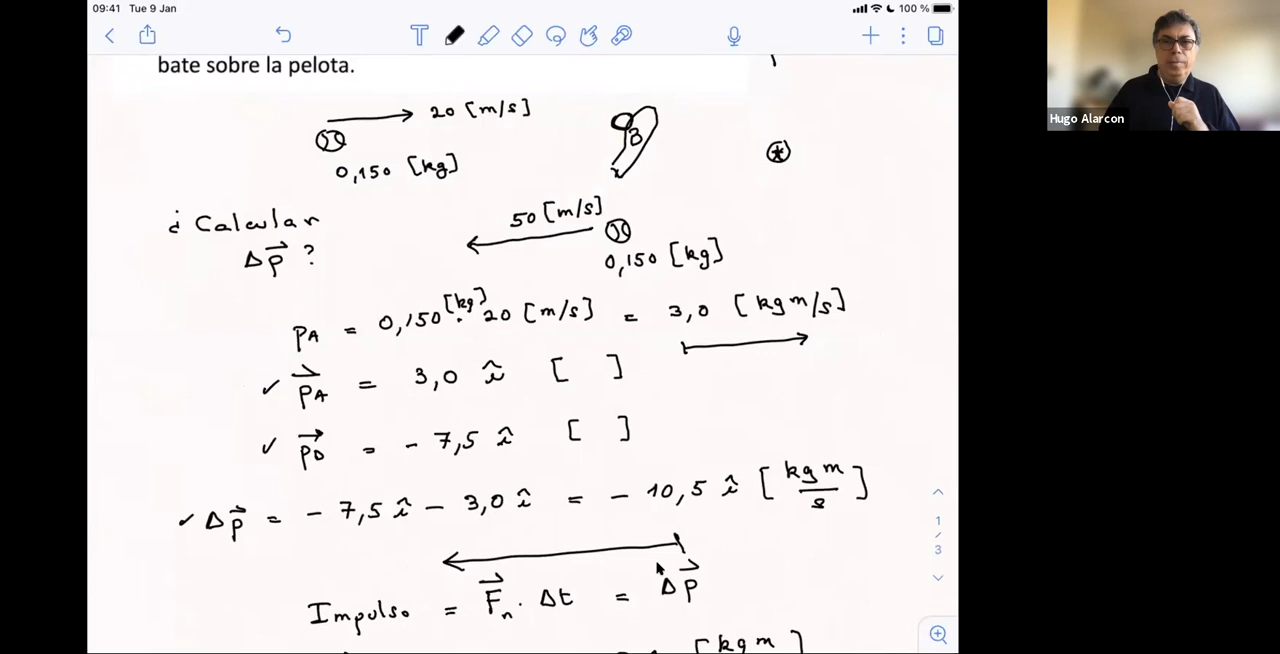 09:41 Tue 9 Jan
100 %
bate sobre la pelota.
20 [m/s]
0,150 [kg]
B
¿ Calcular
Δp⃗ ?
50 [m/s]
0,150 [kg]
pA = 0,150 [kg] · 20 [m/s] = 3,0 [kg m/s]
✓ p⃗A = 3,0 î [ ]
✓ p⃗D = - 7,5 î [ ]
✓ Δp⃗ = - 7,5 î - 3,0 î = - 10,5 î [kg m / s]
Impulso = F⃗n · Δt = Δp⃗
[kg m ]
1
/
3
Hugo Alarcon